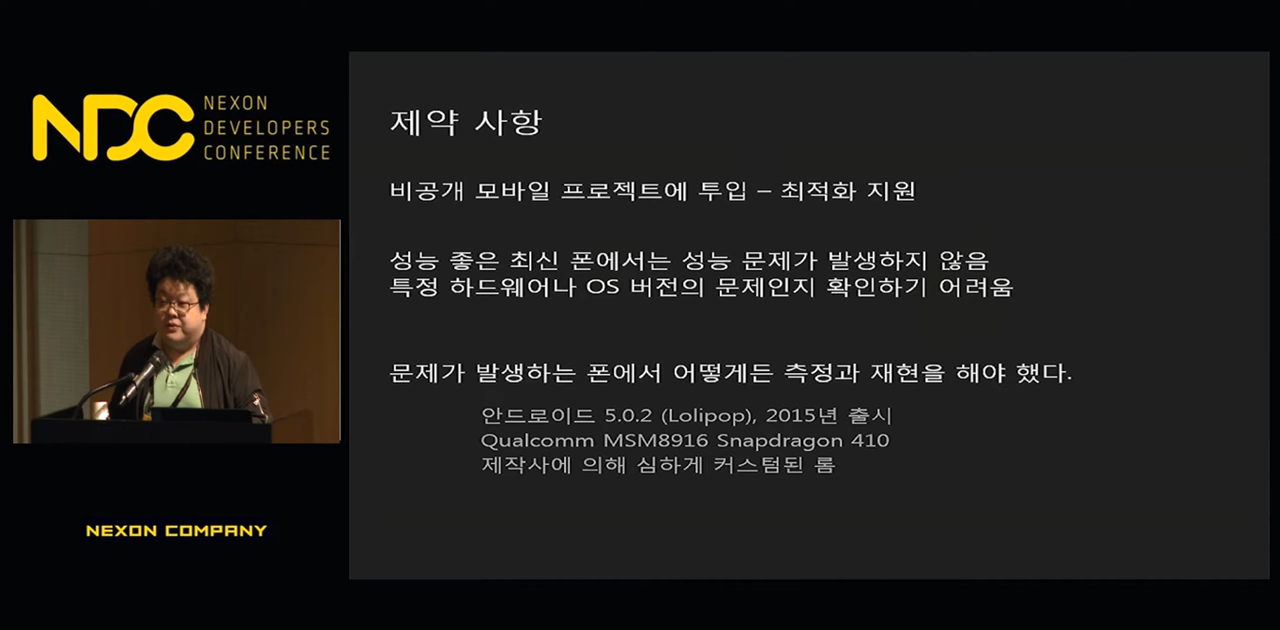 NDC
NEXON
DEVELOPERS
CONFERENCE
제약 사항
비공개 모바일 프로젝트에 투입 – 최적화 지원
성능 좋은 최신 폰에서는 성능 문제가 발생하지 않음
특정 하드웨어나 OS 버전의 문제인지 확인하기 어려움
문제가 발생하는 폰에서 어떻게든 측정과 재현을 해야 했다.
안드로이드 5.0.2 (Lolipop), 2015년 출시
Qualcomm MSM8916 Snapdragon 410
제작사에 의해 심하게 커스텀된 롬
NEXON COMPANY